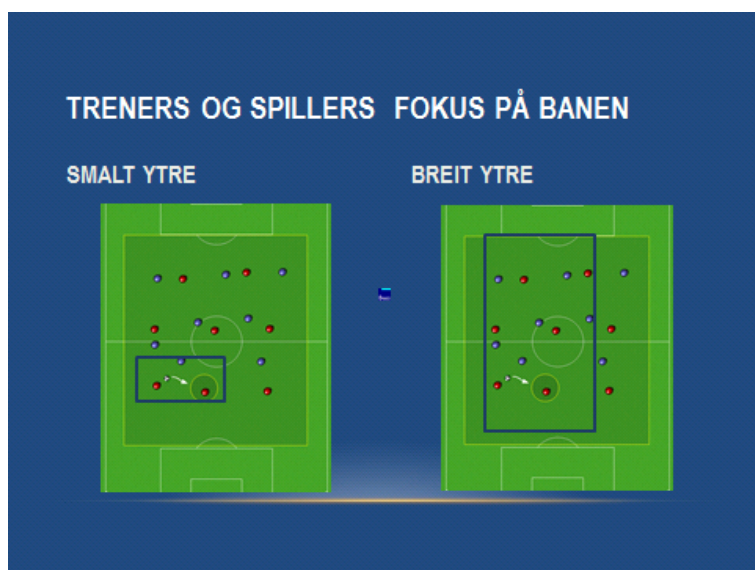 TRENERS OG SPILLERS FOKUS PÅ BANEN
SMALT YTRE
BREIT YTRE